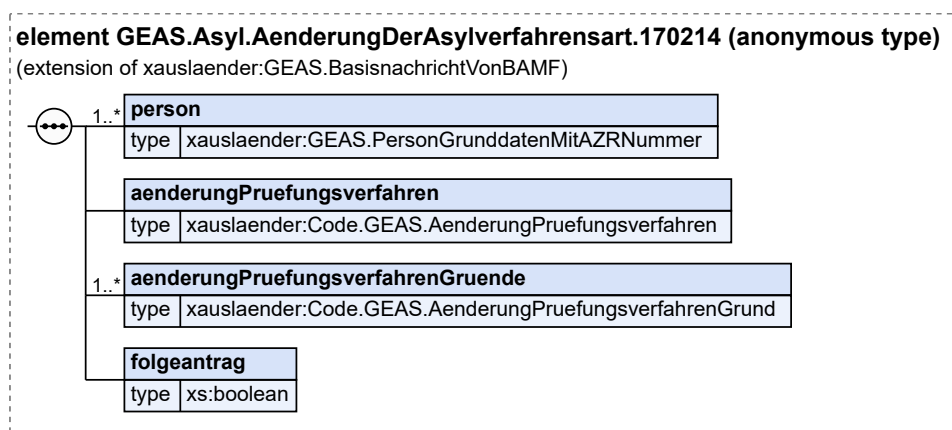 element GEAS.Asyl.AenderungDerAsylverfahrensart.170214 (anonymous type)
(extension of xauslaender:GEAS.BasisnachrichtVonBAMF)
1..* person
type xauslaender:GEAS.PersonGrunddatenMitAZRNummer
aenderungPruefungsverfahren
type xauslaender:Code.GEAS.AenderungPruefungsverfahren
1..* aenderungPruefungsverfahrenGruende
type xauslaender:Code.GEAS.AenderungPruefungsverfahrenGrund
folgeantrag
type xs:boolean